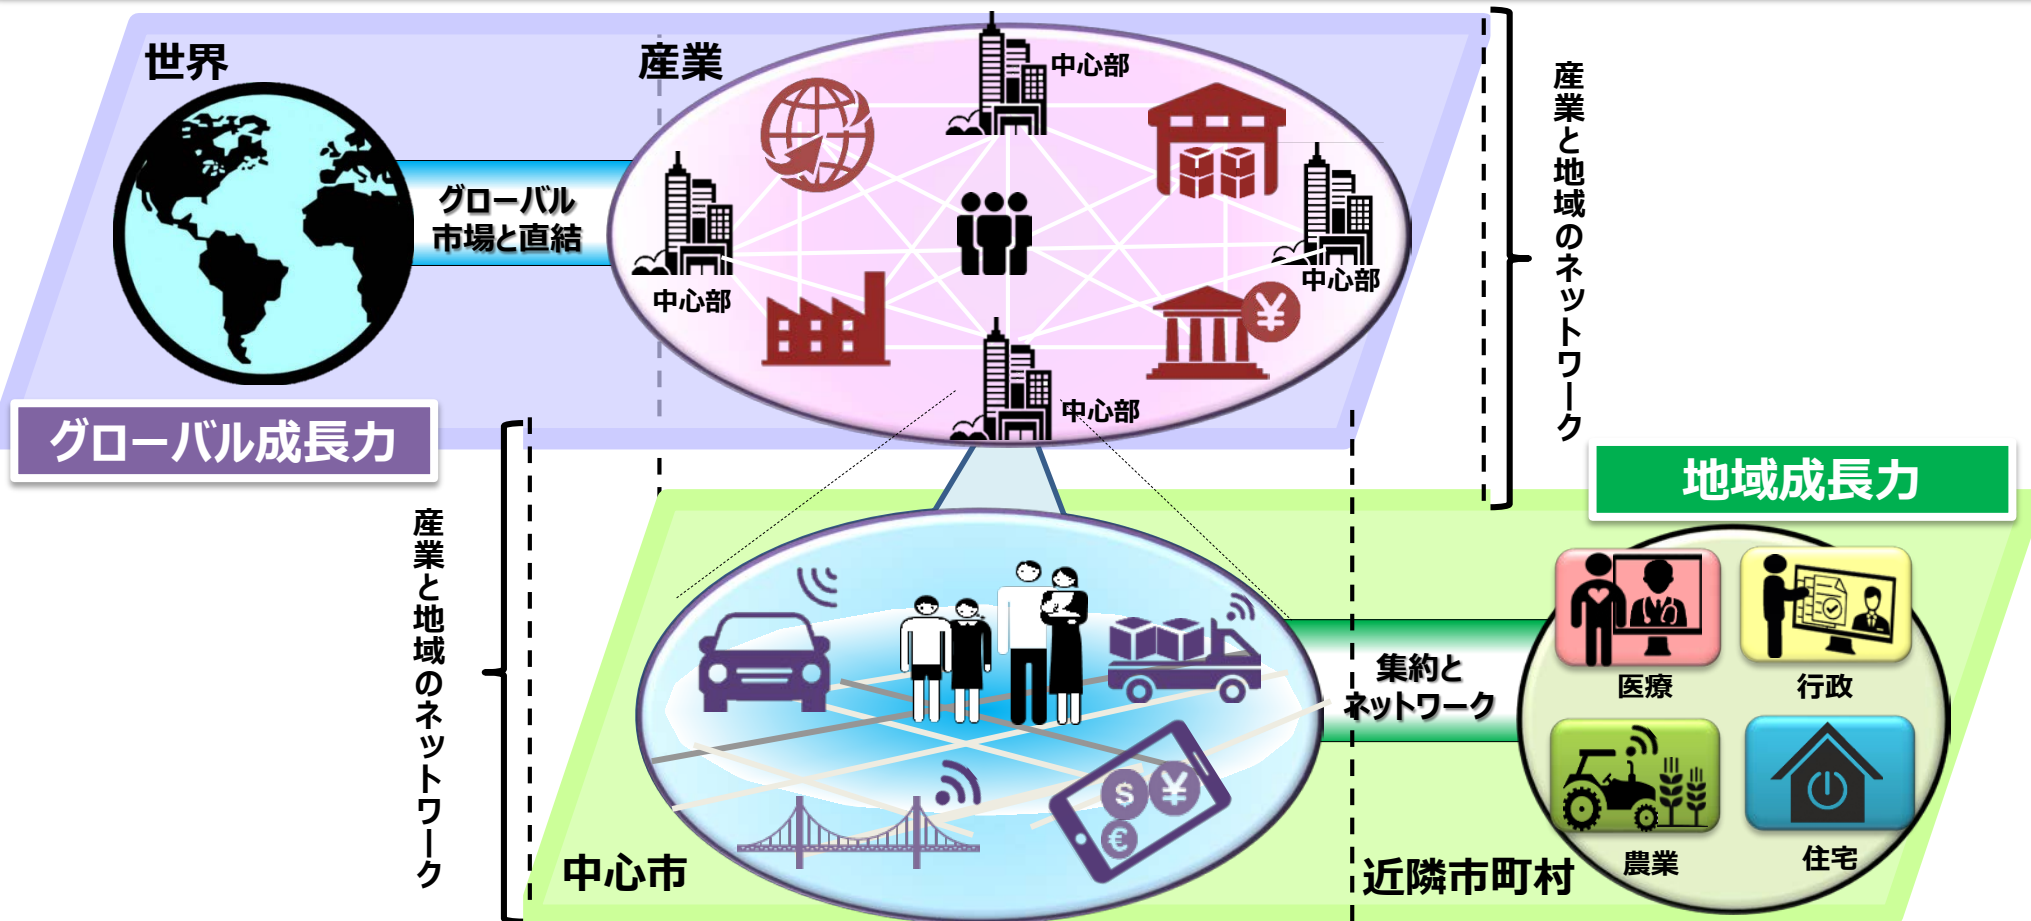 世界
産業
中心部
グローバル
市場と直結
中心部
中心部
中心部
産業と地域のネットワーク
グローバル成長力
地域成長力
産業と地域のネットワーク
集約と
ネットワーク
医療
行政
農業
住宅
中心市
近隣市町村
¥
$
¥
€